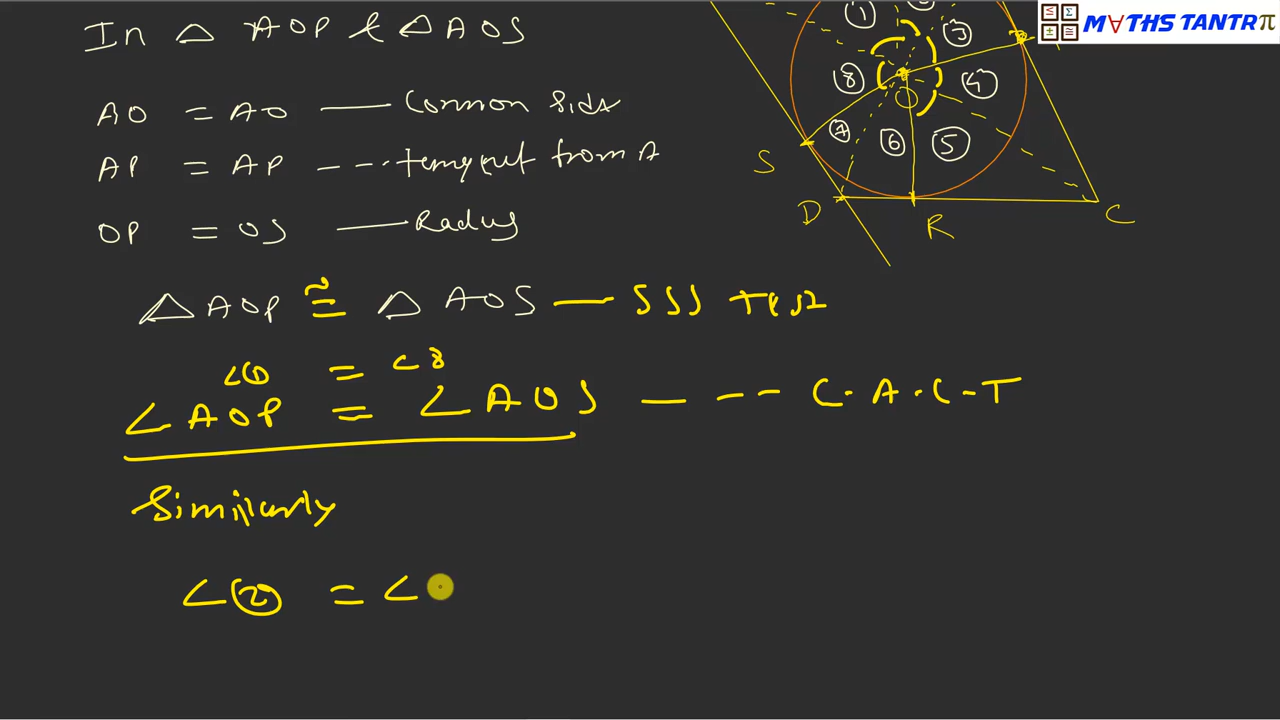 In △ AOP & △AOS
AO = AO — Common Side
AP = AP --- tangent from A
OP = OS — Radius
△AOP ≅ △AOS — SSS Test
∠① = ∠8
∠AOP = ∠AOS — -- C.A.C.T
Similarly
∠② = ∠
MATHS TANTRπ
① ③
⑧ O ④
⑦ ⑥ ⑤
S
D R C